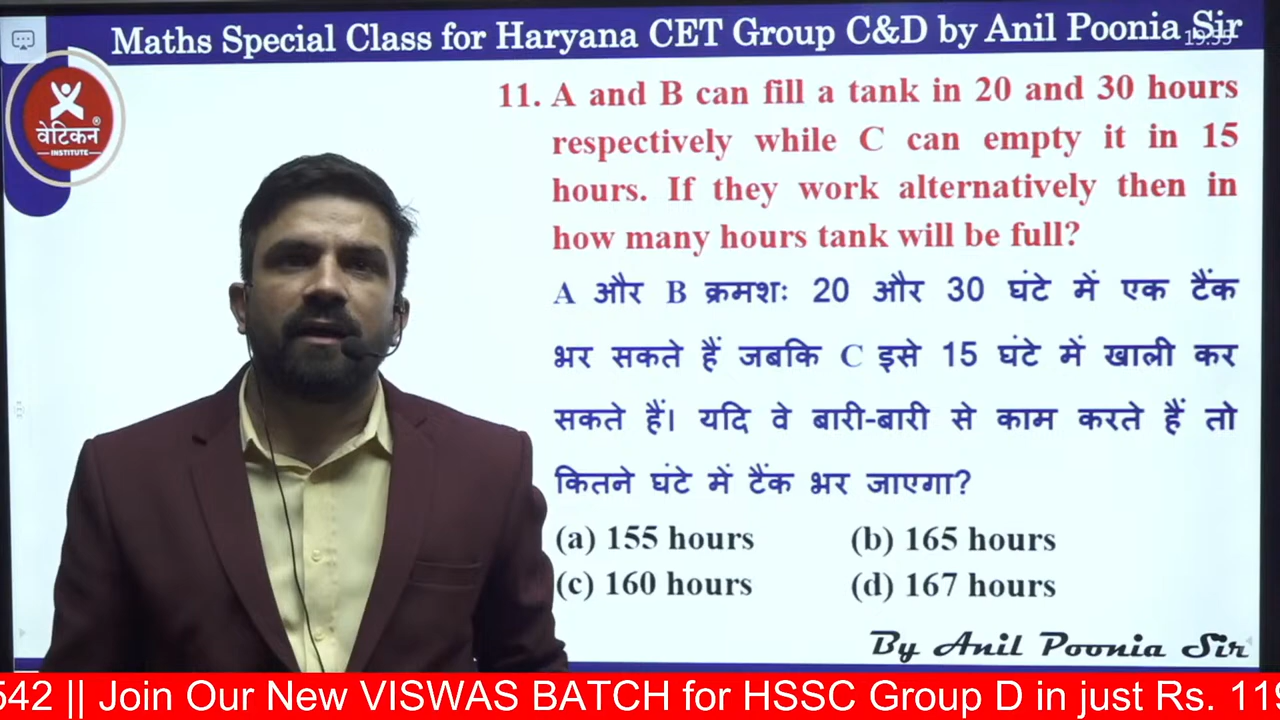 Maths Special Class for Haryana CET Group C&D by Anil Poonia Sir
वेटिकन
INSTITUTE
11. A and B can fill a tank in 20 and 30 hours
respectively while C can empty it in 15
hours. If they work alternatively then in
how many hours tank will be full?
A और B क्रमशः 20 और 30 घंटे में एक टैंक
भर सकते हैं जबकि C इसे 15 घंटे में खाली कर
सकते हैं। यदि वे बारी-बारी से काम करते हैं तो
कितने घंटे में टैंक भर जाएगा?
(a) 155 hours (b) 165 hours
(c) 160 hours (d) 167 hours
By Anil Poonia Sir
542 || Join Our New VISWAS BATCH for HSSC Group D in just Rs. 119